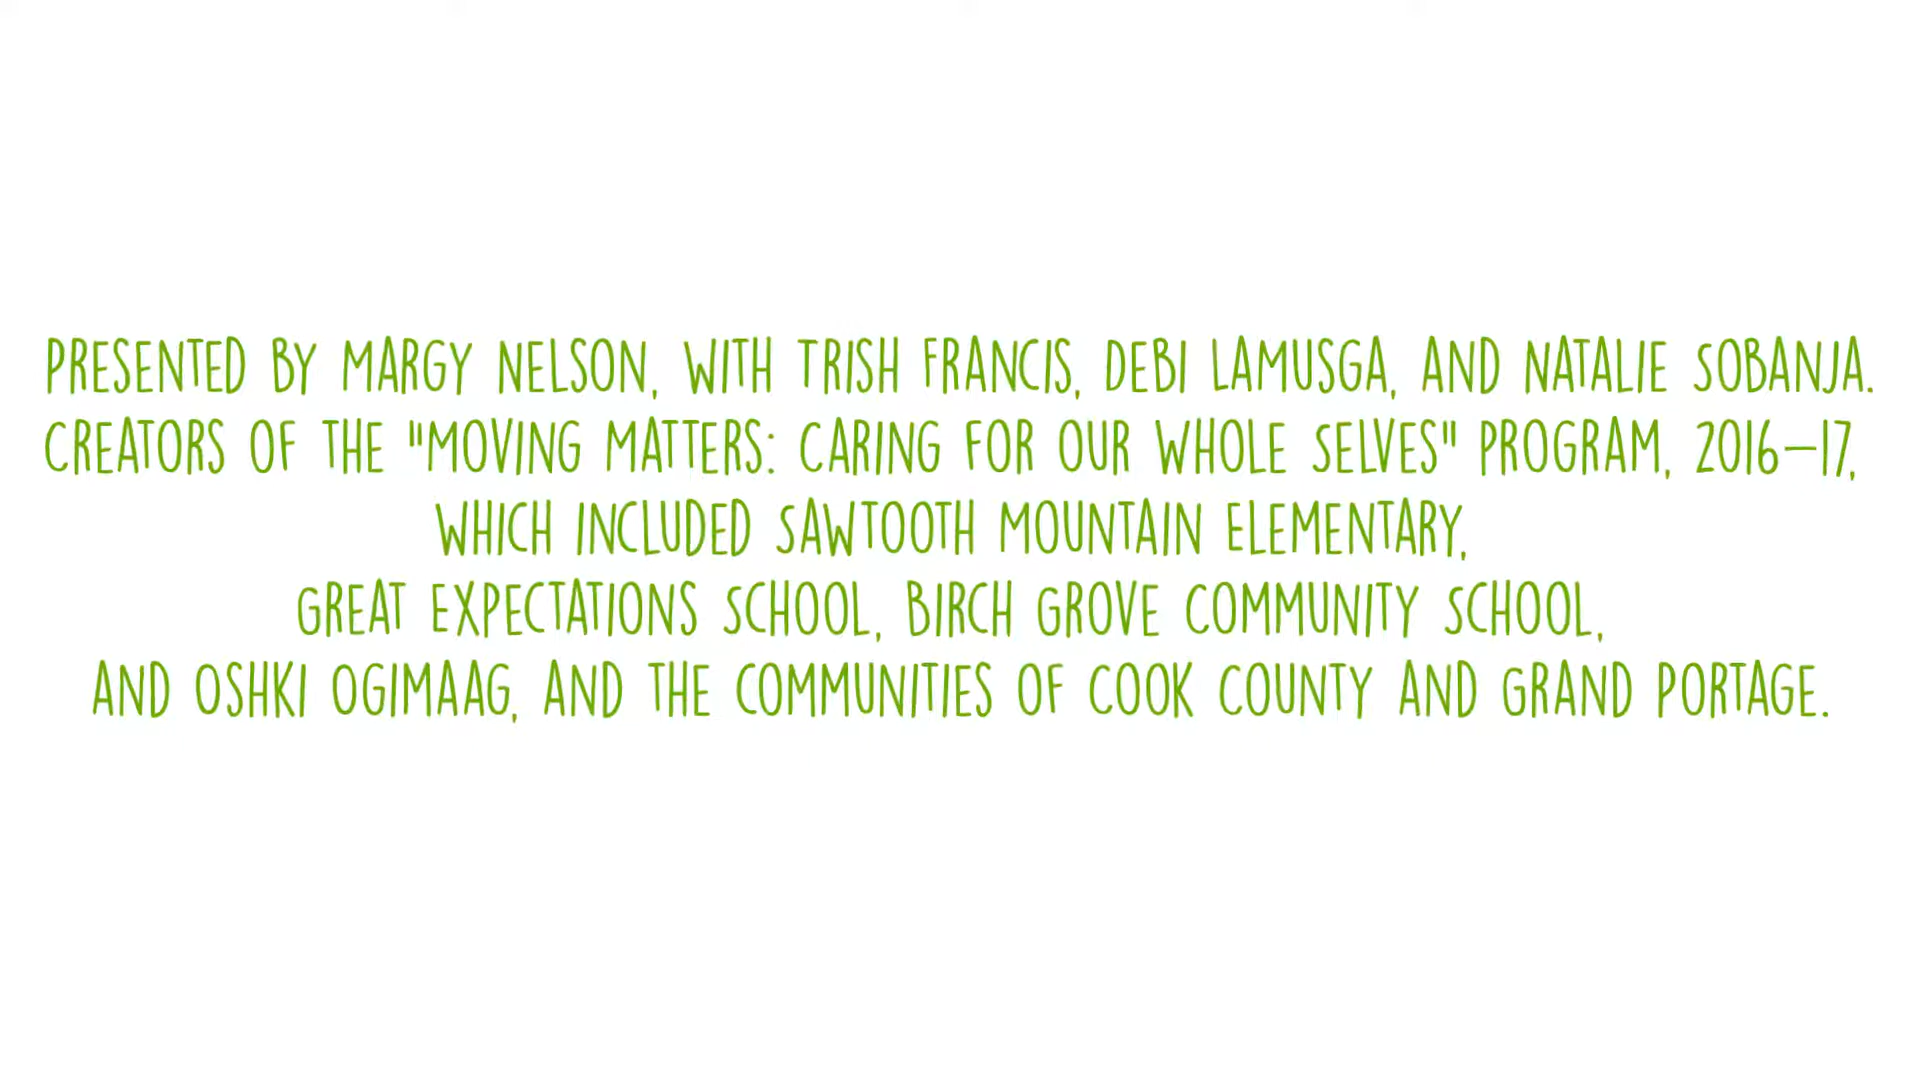 PRESENTED BY MARGY NELSON, WITH TRISH FRANCIS, DEBI LAMUSGA, AND NATALIE SOBANJA.
CREATORS OF THE "MOVING MATTERS: CARING FOR OUR WHOLE SELVES" PROGRAM, 2016-17,
WHICH INCLUDED SAWTOOTH MOUNTAIN ELEMENTARY,
GREAT EXPECTATIONS SCHOOL, BIRCH GROVE COMMUNITY SCHOOL,
AND OSHKI OGIMAAG, AND THE COMMUNITIES OF COOK COUNTY AND GRAND PORTAGE.